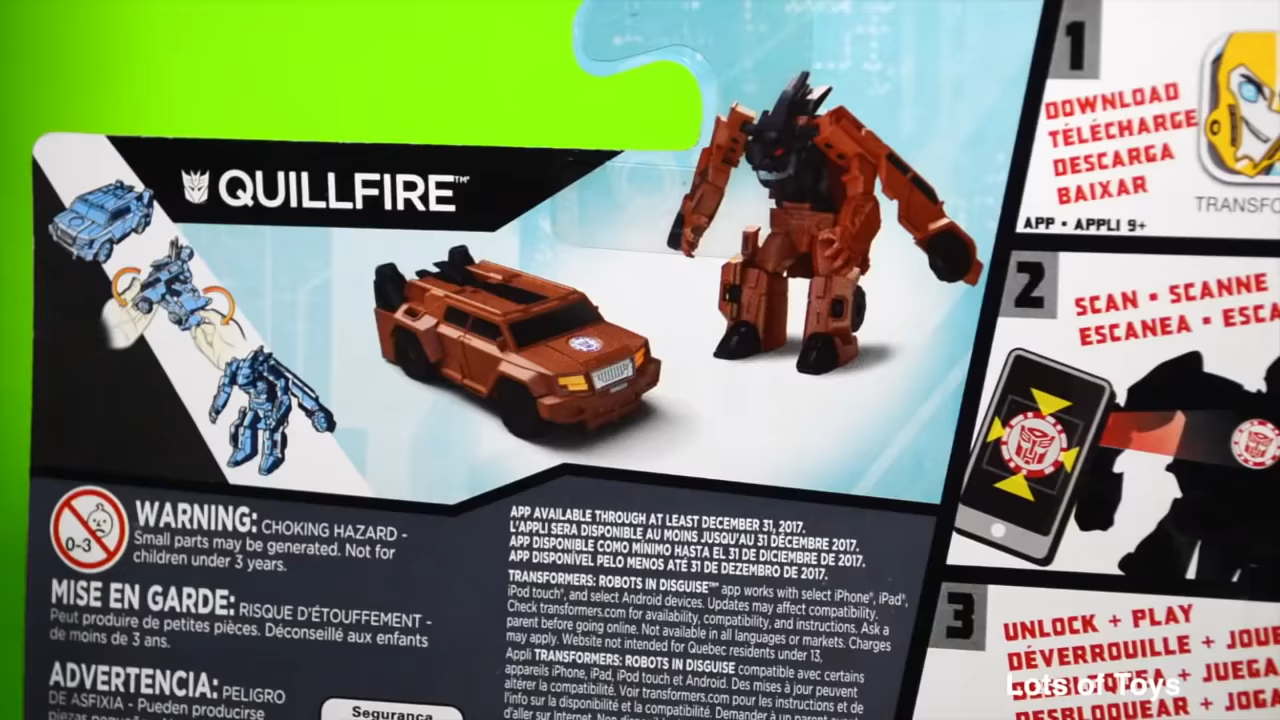 QUILLFIRE™
1
DOWNLOAD
TÉLÉCHARGE
DESCARGA
BAIXAR
APP • APPLI 9+
2
SCAN • SCANNE
ESCANEA •
3
UNLOCK + PLAY
DÉVERROUILLE +
+ JUEGA
DESBLOQUEAR +
0-3
WARNING: CHOKING HAZARD -
Small parts may be generated. Not for
children under 3 years.
MISE EN GARDE: RISQUE D'ÉTOUFFEMENT -
Peut produire de petites pièces. Déconseillé aux enfants
de moins de 3 ans.
ADVERTENCIA: PELIGRO
DE ASFIXIA - Pueden producirse
Segurança
APP AVAILABLE THROUGH AT LEAST DECEMBER 31, 2017.
L'APPLI SERA DISPONIBLE AU MOINS JUSQU'AU 31 DÉCEMBRE 2017.
APP DISPONIBLE COMO MÍNIMO HASTA EL 31 DE DICIEMBRE DE 2017.
APP DISPONÍVEL PELO MENOS ATÉ 31 DE DEZEMBRO DE 2017.
TRANSFORMERS: ROBOTS IN DISGUISE™ app works with select iPhone®, iPad®,
iPod touch®, and select Android devices. Updates may affect compatibility.
Check transformers.com for availability, compatibility, and instructions. Ask a
parent before going online. Not available in all languages or markets. Charges
may apply. Website not intended for Quebec residents under 13,
Appli TRANSFORMERS: ROBOTS IN DISGUISE compatible avec certains
appareils iPhone, iPad, iPod touch et Android. Des mises à jour peuvent
altérer la compatibilité. Voir transformers.com pour les instructions et de
l'info sur la disponibilité et la compatibilité. Demander à un parent avant
d'aller sur Internet.
Lots of Toys